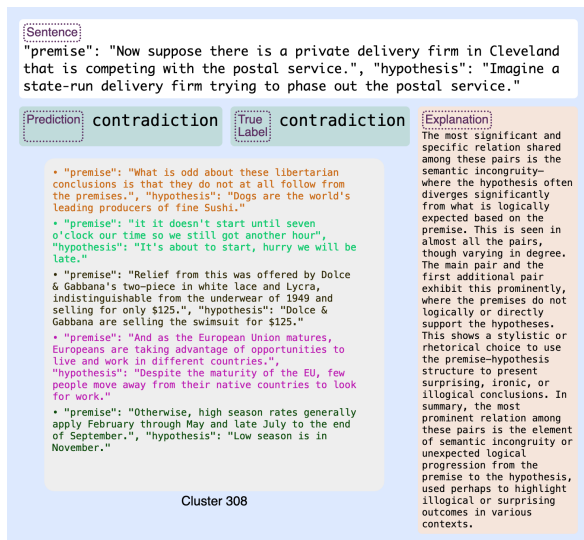 Sentence
"premise": "Now suppose there is a private delivery firm in Cleveland
that is competing with the postal service.", "hypothesis": "Imagine a
state-run delivery firm trying to phase out the postal service."
Prediction
contradiction
True
Label
contradiction
• "premise": "What is odd about these libertarian
conclusions is that they do not at all follow from
the premises.", "hypothesis": "Dogs are the world's
leading producers of fine Sushi."
• "premise": "it it doesn't start until seven
o'clock our time so we still got another hour",
"hypothesis": "It's about to start, hurry we will be
late."
• "premise": "Relief from this was offered by Dolce
& Gabbana's two-piece in white lace and Lycra,
indistinguishable from the underwear of 1949 and
selling for only $125.", "hypothesis": "Dolce &
Gabbana are selling the swimsuit for $125."
• "premise": "And as the European Union matures,
Europeans are taking advantage of opportunities to
live and work in different countries.",
"hypothesis": "Despite the maturity of the EU, few
people move away from their native countries to look
for work."
• "premise": "Otherwise, high season rates generally
apply February through May and late July to the end
of September.", "hypothesis": "Low season is in
November."
Cluster 308
Explanation
The most significant and
specific relation shared
among these pairs is the
semantic incongruity—
where the hypothesis often
diverges significantly
from what is logically
expected based on the
premise. This is seen in
almost all the pairs,
though varying in degree.
The main pair and the
first additional pair
exhibit this prominently,
where the premises do not
logically or directly
support the hypotheses.
This shows a stylistic or
rhetorical choice to use
the premise-hypothesis
structure to present
surprising, ironic, or
illogical conclusions. In
summary, the most
prominent relation among
these pairs is the element
of semantic incongruity or
unexpected logical
progression from the
premise to the hypothesis,
used perhaps to highlight
illogical or surprising
outcomes in various
contexts.